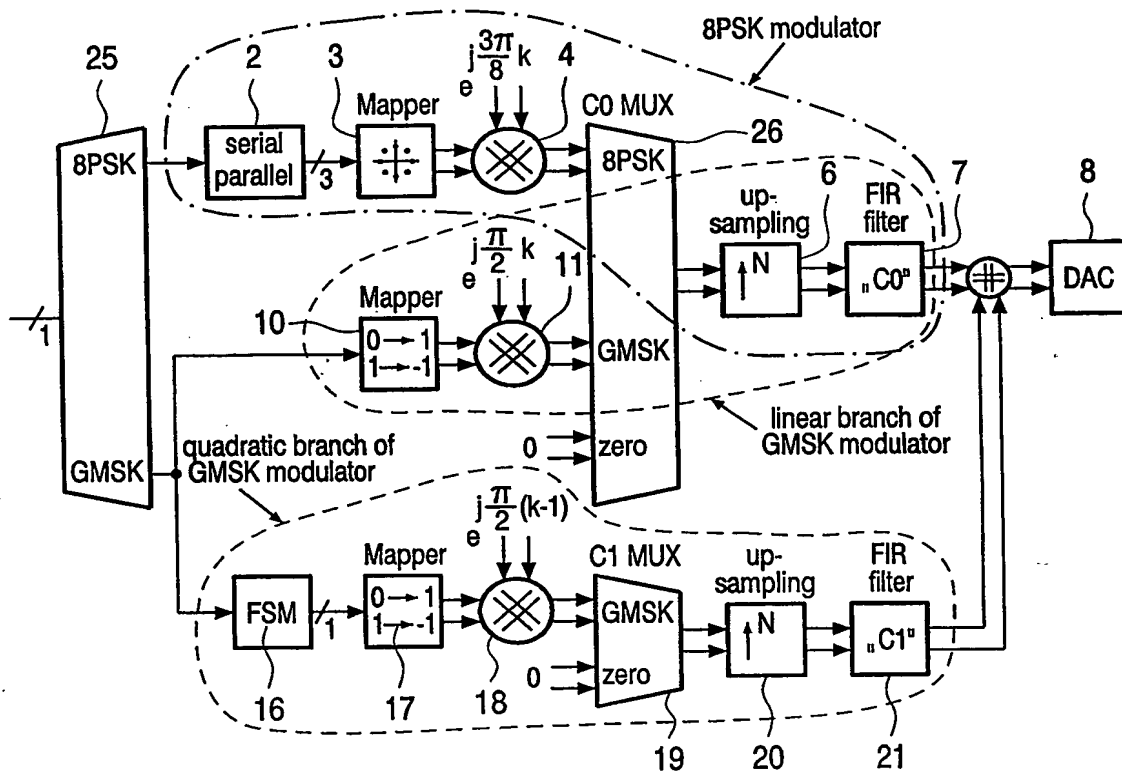 8PSK modulator
25
2
3
4
e j 3π/8 k
Mapper
C0 MUX
26
8PSK
serial
parallel
3
8PSK
6
7
8
up-
sampling
FIR
filter
↑N
"C0"
DAC
e j π/2 k
11
Mapper
10
0→1
1→-1
GMSK
1
linear branch of
GMSK modulator
quadratic branch of
GMSK modulator
GMSK
0
zero
e j π/2 (k-1)
Mapper
C1 MUX
up-
sampling
FIR
filter
FSM
1
0→1
1→-1
GMSK
↑N
"C1"
0
zero
16
17
18
19
20
21